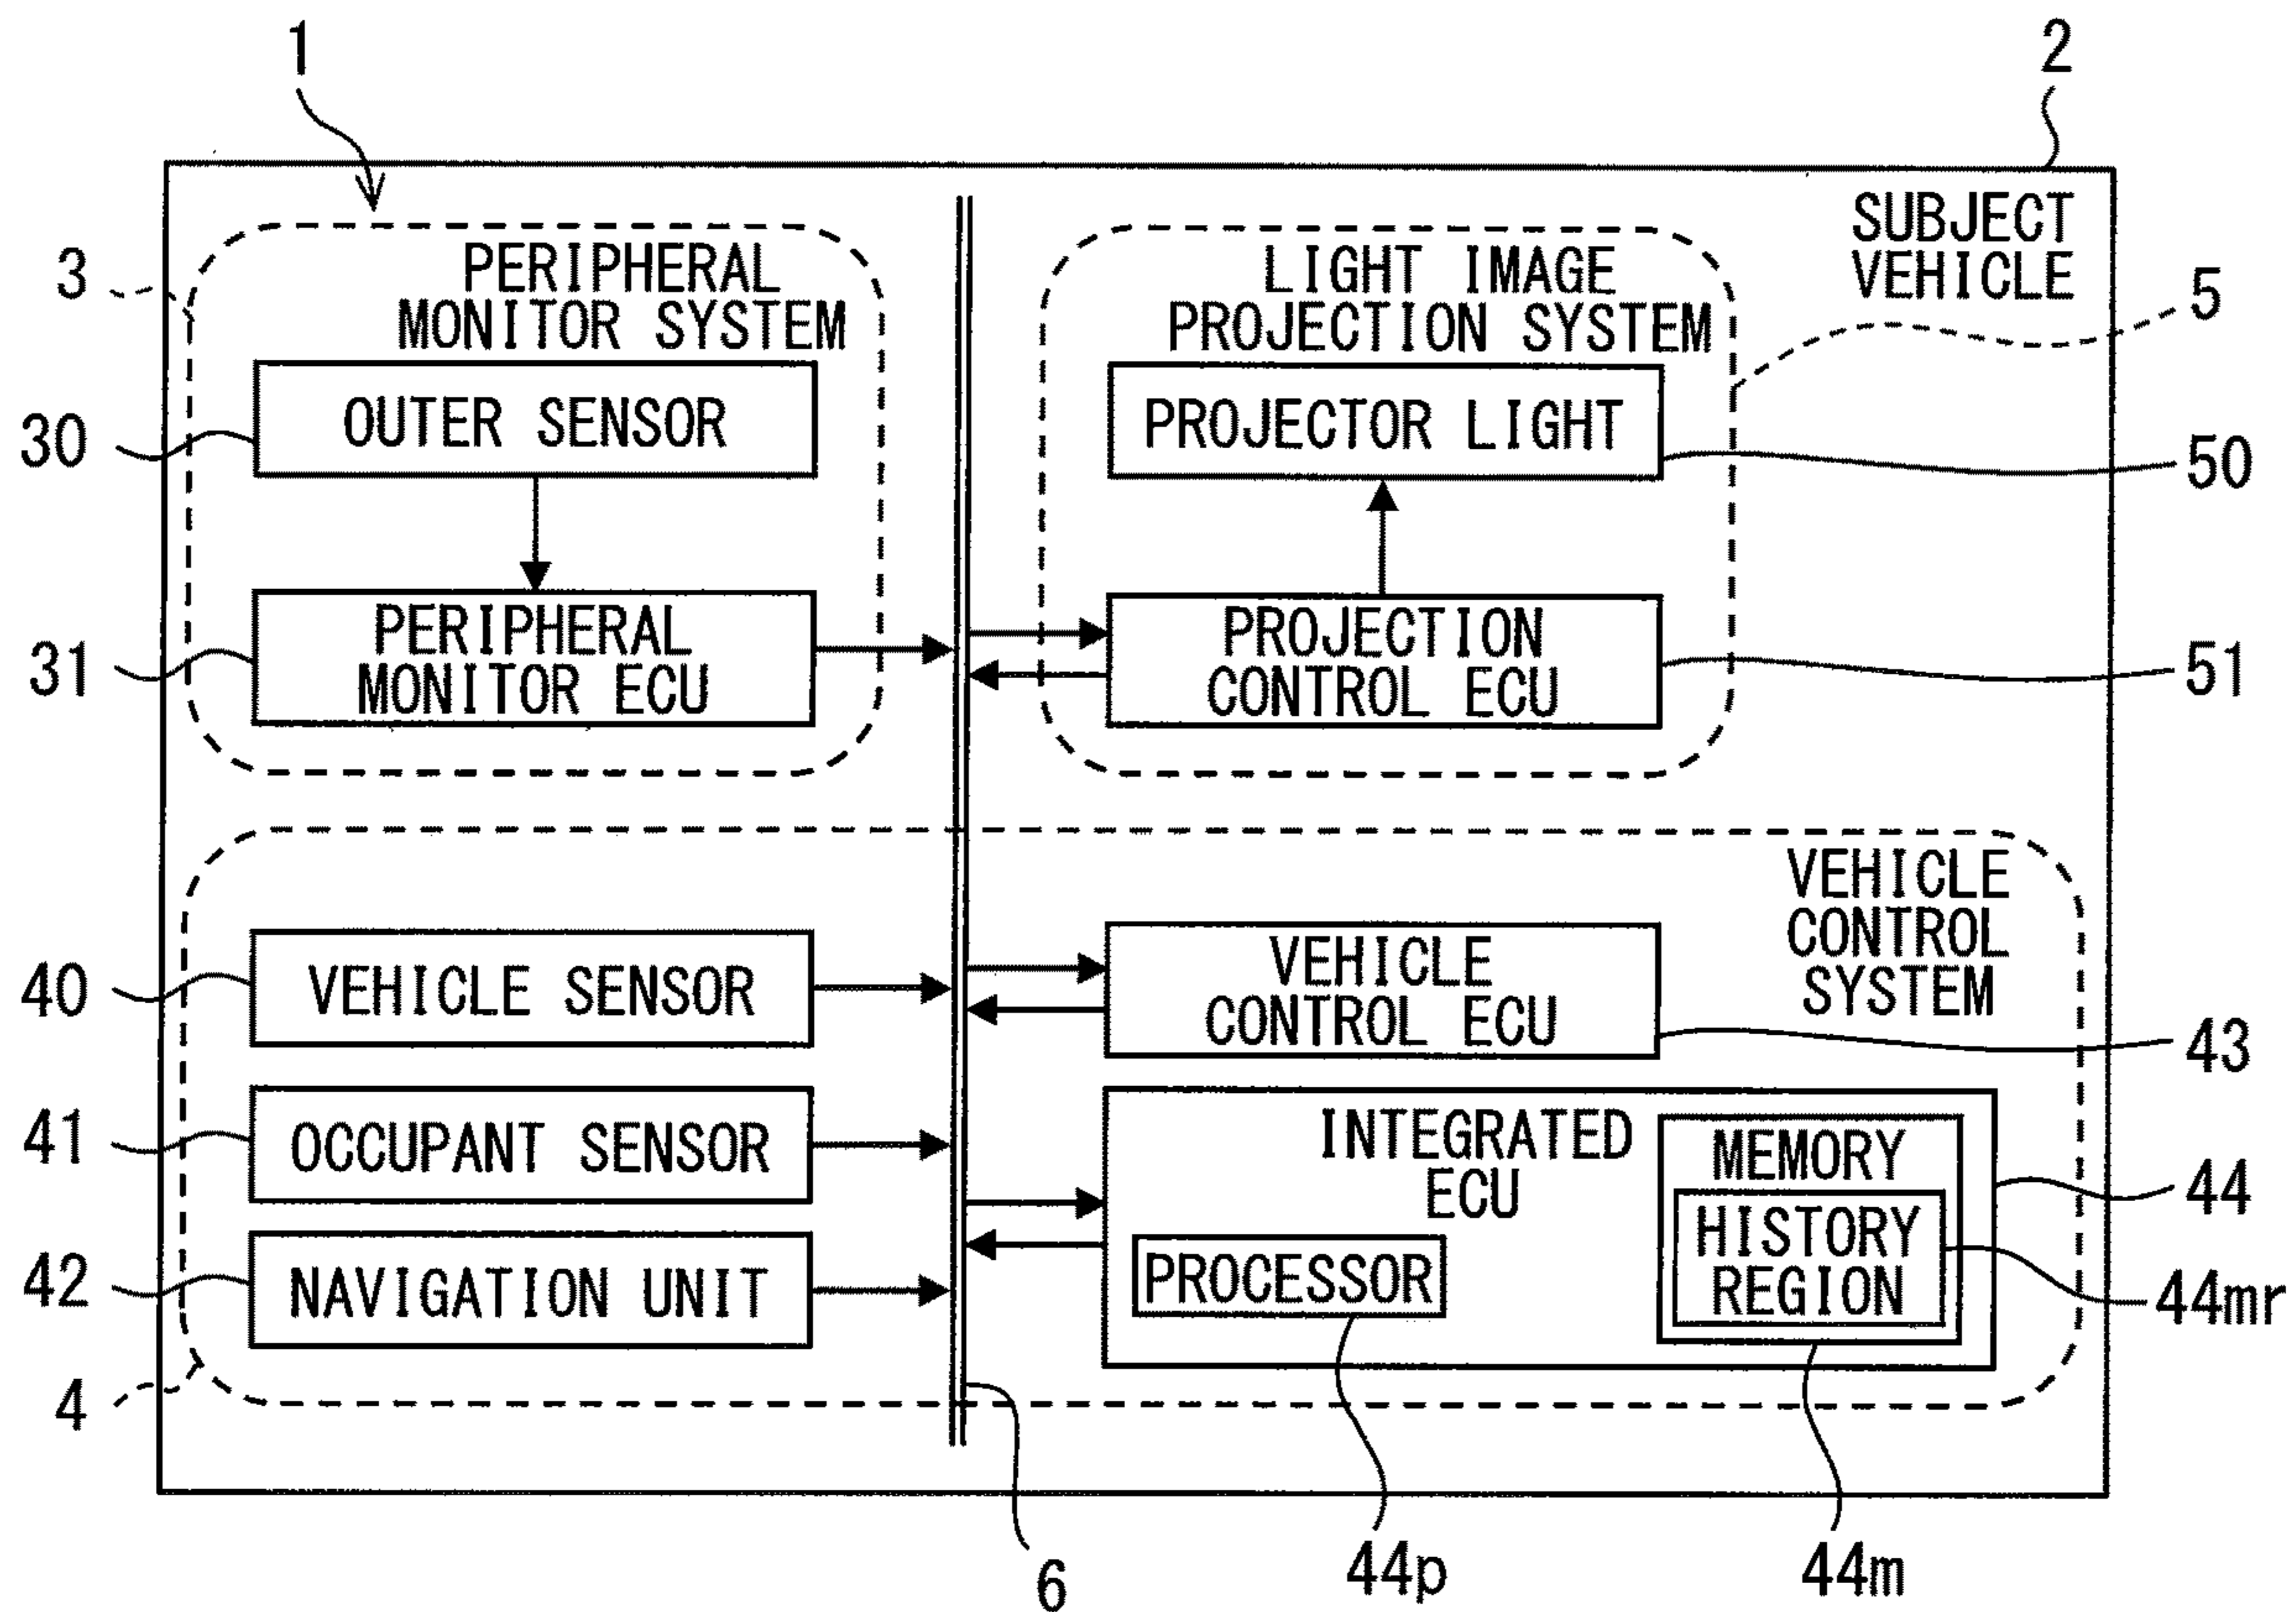 1
2
SUBJECT
VEHICLE
3
PERIPHERAL
MONITOR SYSTEM
LIGHT IMAGE
PROJECTION SYSTEM
5
30
OUTER SENSOR
PROJECTOR LIGHT
50
31
PERIPHERAL
MONITOR ECU
PROJECTION
CONTROL ECU
51
VEHICLE
CONTROL
SYSTEM
40
VEHICLE SENSOR
VEHICLE
CONTROL ECU
43
41
OCCUPANT SENSOR
INTEGRATED
ECU
MEMORY
44
42
NAVIGATION UNIT
PROCESSOR
HISTORY
REGION
44mr
4
6
44p
44m